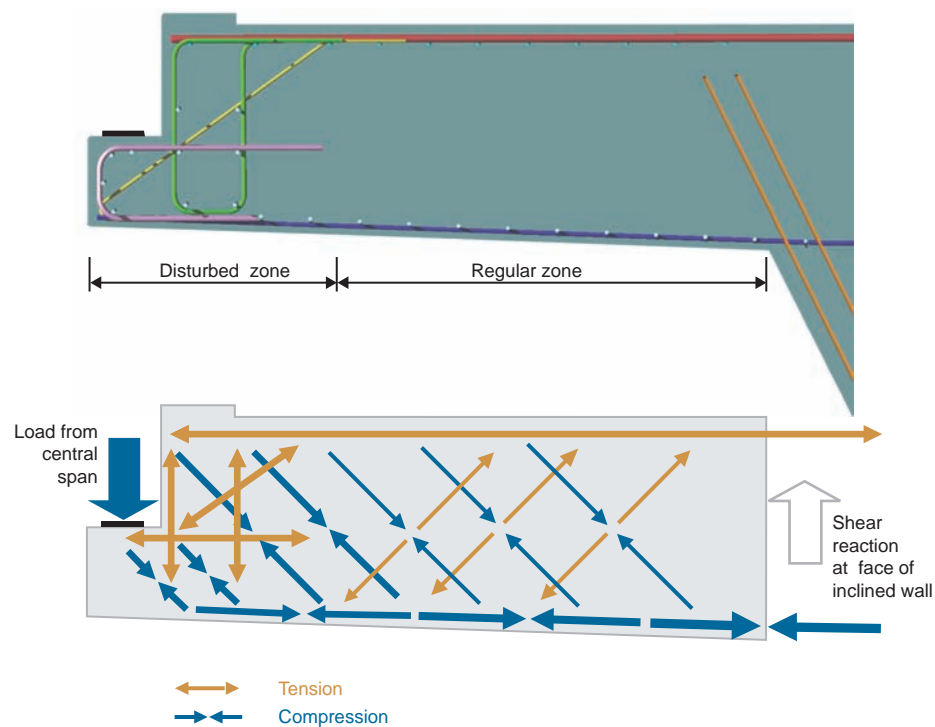 Disturbed zone
Regular zone
Load from
central
span
Shear
reaction
at face of
inclined wall
Tension
Compression